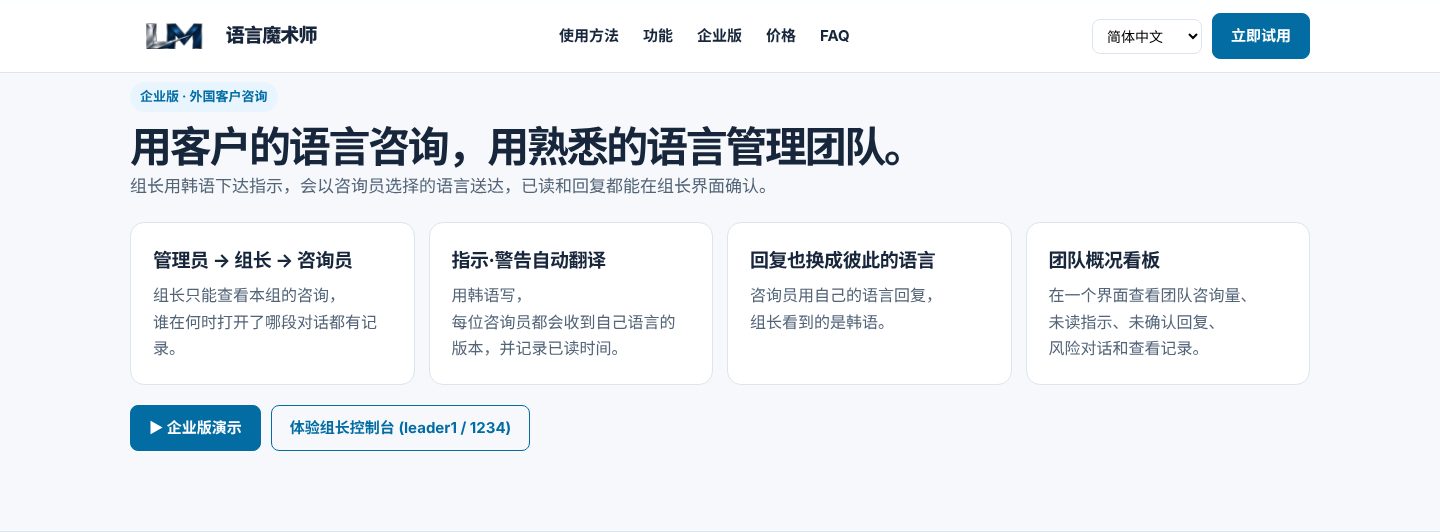 LM 语言魔术师
使用方法 功能 企业版 价格 FAQ
简体中文
立即试用
企业版 · 外国客户咨询
用客户的语言咨询，用熟悉的语言管理团队。
组长用韩语下达指示，会以咨询员选择的语言送达，已读和回复都能在组长界面确认。
管理员 → 组长 → 咨询员
组长只能查看本组的咨询，
谁在何时打开了哪段对话都有记
录。
指示·警告自动翻译
用韩语写，
每位咨询员都会收到自己语言的
版本，并记录已读时间。
回复也换成彼此的语言
咨询员用自己的语言回复，
组长看到的是韩语。
团队概况看板
在一个界面查看团队咨询量、
未读指示、未确认回复、
风险对话和查看记录。
▶ 企业版演示
体验组长控制台 (leader1 / 1234)